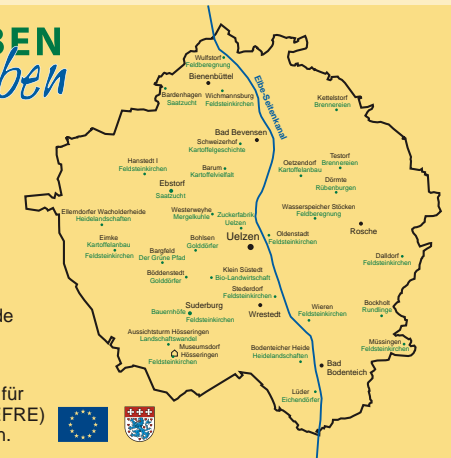 BEN
ben
Wulfstorf
Feldberegnung
Bienenbüttel
Bardenhagen
Saatzucht
Wichmannsburg
Feldsteinkirchen
Elbe-Seitenkanal
Kettelstorf
Brennereien
Bad Bevensen
Schweizerhof
Kartoffelgeschichte
Hanstedt I
Feldsteinkirchen
Barum
Kartoffelvielfalt
Oetzendorf
Kartoffelanbau
Testorf
Brennereien
Dörmte
Rübenburgen
Ebstorf
Saatzucht
Ellerndorfer Wacholderheide
Heidelandschaften
Westerweyhe
Mergelkuhle
Zuckerfabrik
Uelzen
Wasserspeicher Stöcken
Feldberegnung
Rosche
Eimke
Kartoffelanbau
Feldsteinkirchen
Bohlsen
Golddörfer
Uelzen
Oldenstadt
Feldsteinkirchen
Bargfeld
Der Grüne Pfad
Dalldorf
Feldsteinkirchen
Böddenstedt
Golddörfer
Klein Süstedt
Bio-Landwirtschaft
Stederdorf
Feldsteinkirchen
Suderburg
Bauernhöfe
Feldsteinkirchen
Wrestedt
Wieren
Feldsteinkirchen
Bockholt
Rundlinge
de
Aussichtsturm Hösseringen
Landschaftswandel
Museumsdorf
Hösseringen
Feldsteinkirchen
Bodenteicher Heide
Heidelandschaften
Müssingen
Feldsteinkirchen
Bad
Bodenteich
Lüder
Eichendörfer
für
EFRE)
n.